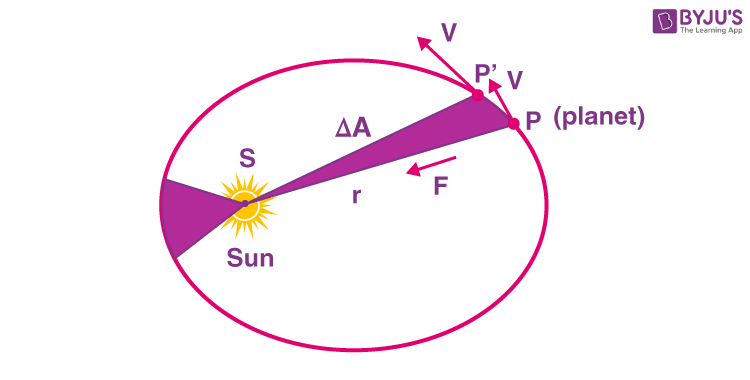 BYJU'S
The Learning App
V
P’ V
P (planet)
ΔA
S
F
r
Sun